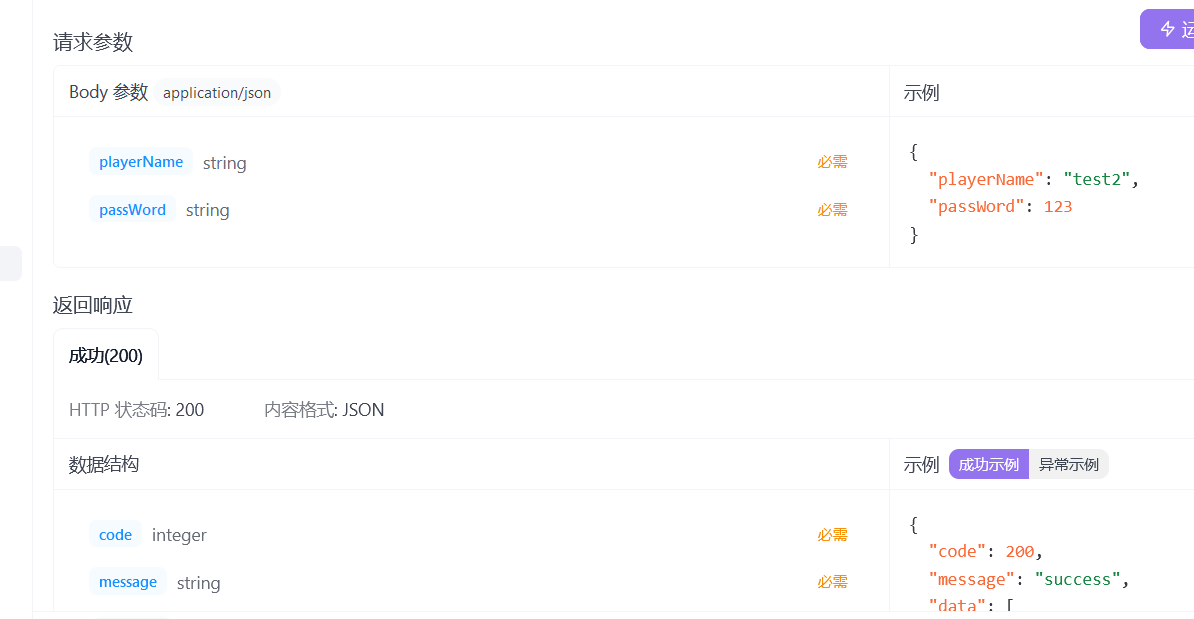 请求参数
运
Body 参数 application/json
示例
playerName string 必需
passWord string 必需
{
"playerName": "test2",
"passWord": 123
}
返回响应
成功(200)
HTTP 状态码: 200 内容格式: JSON
数据结构
示例 成功示例 异常示例
code integer 必需
message string 必需
{
"code": 200,
"message": "success",
"data": [